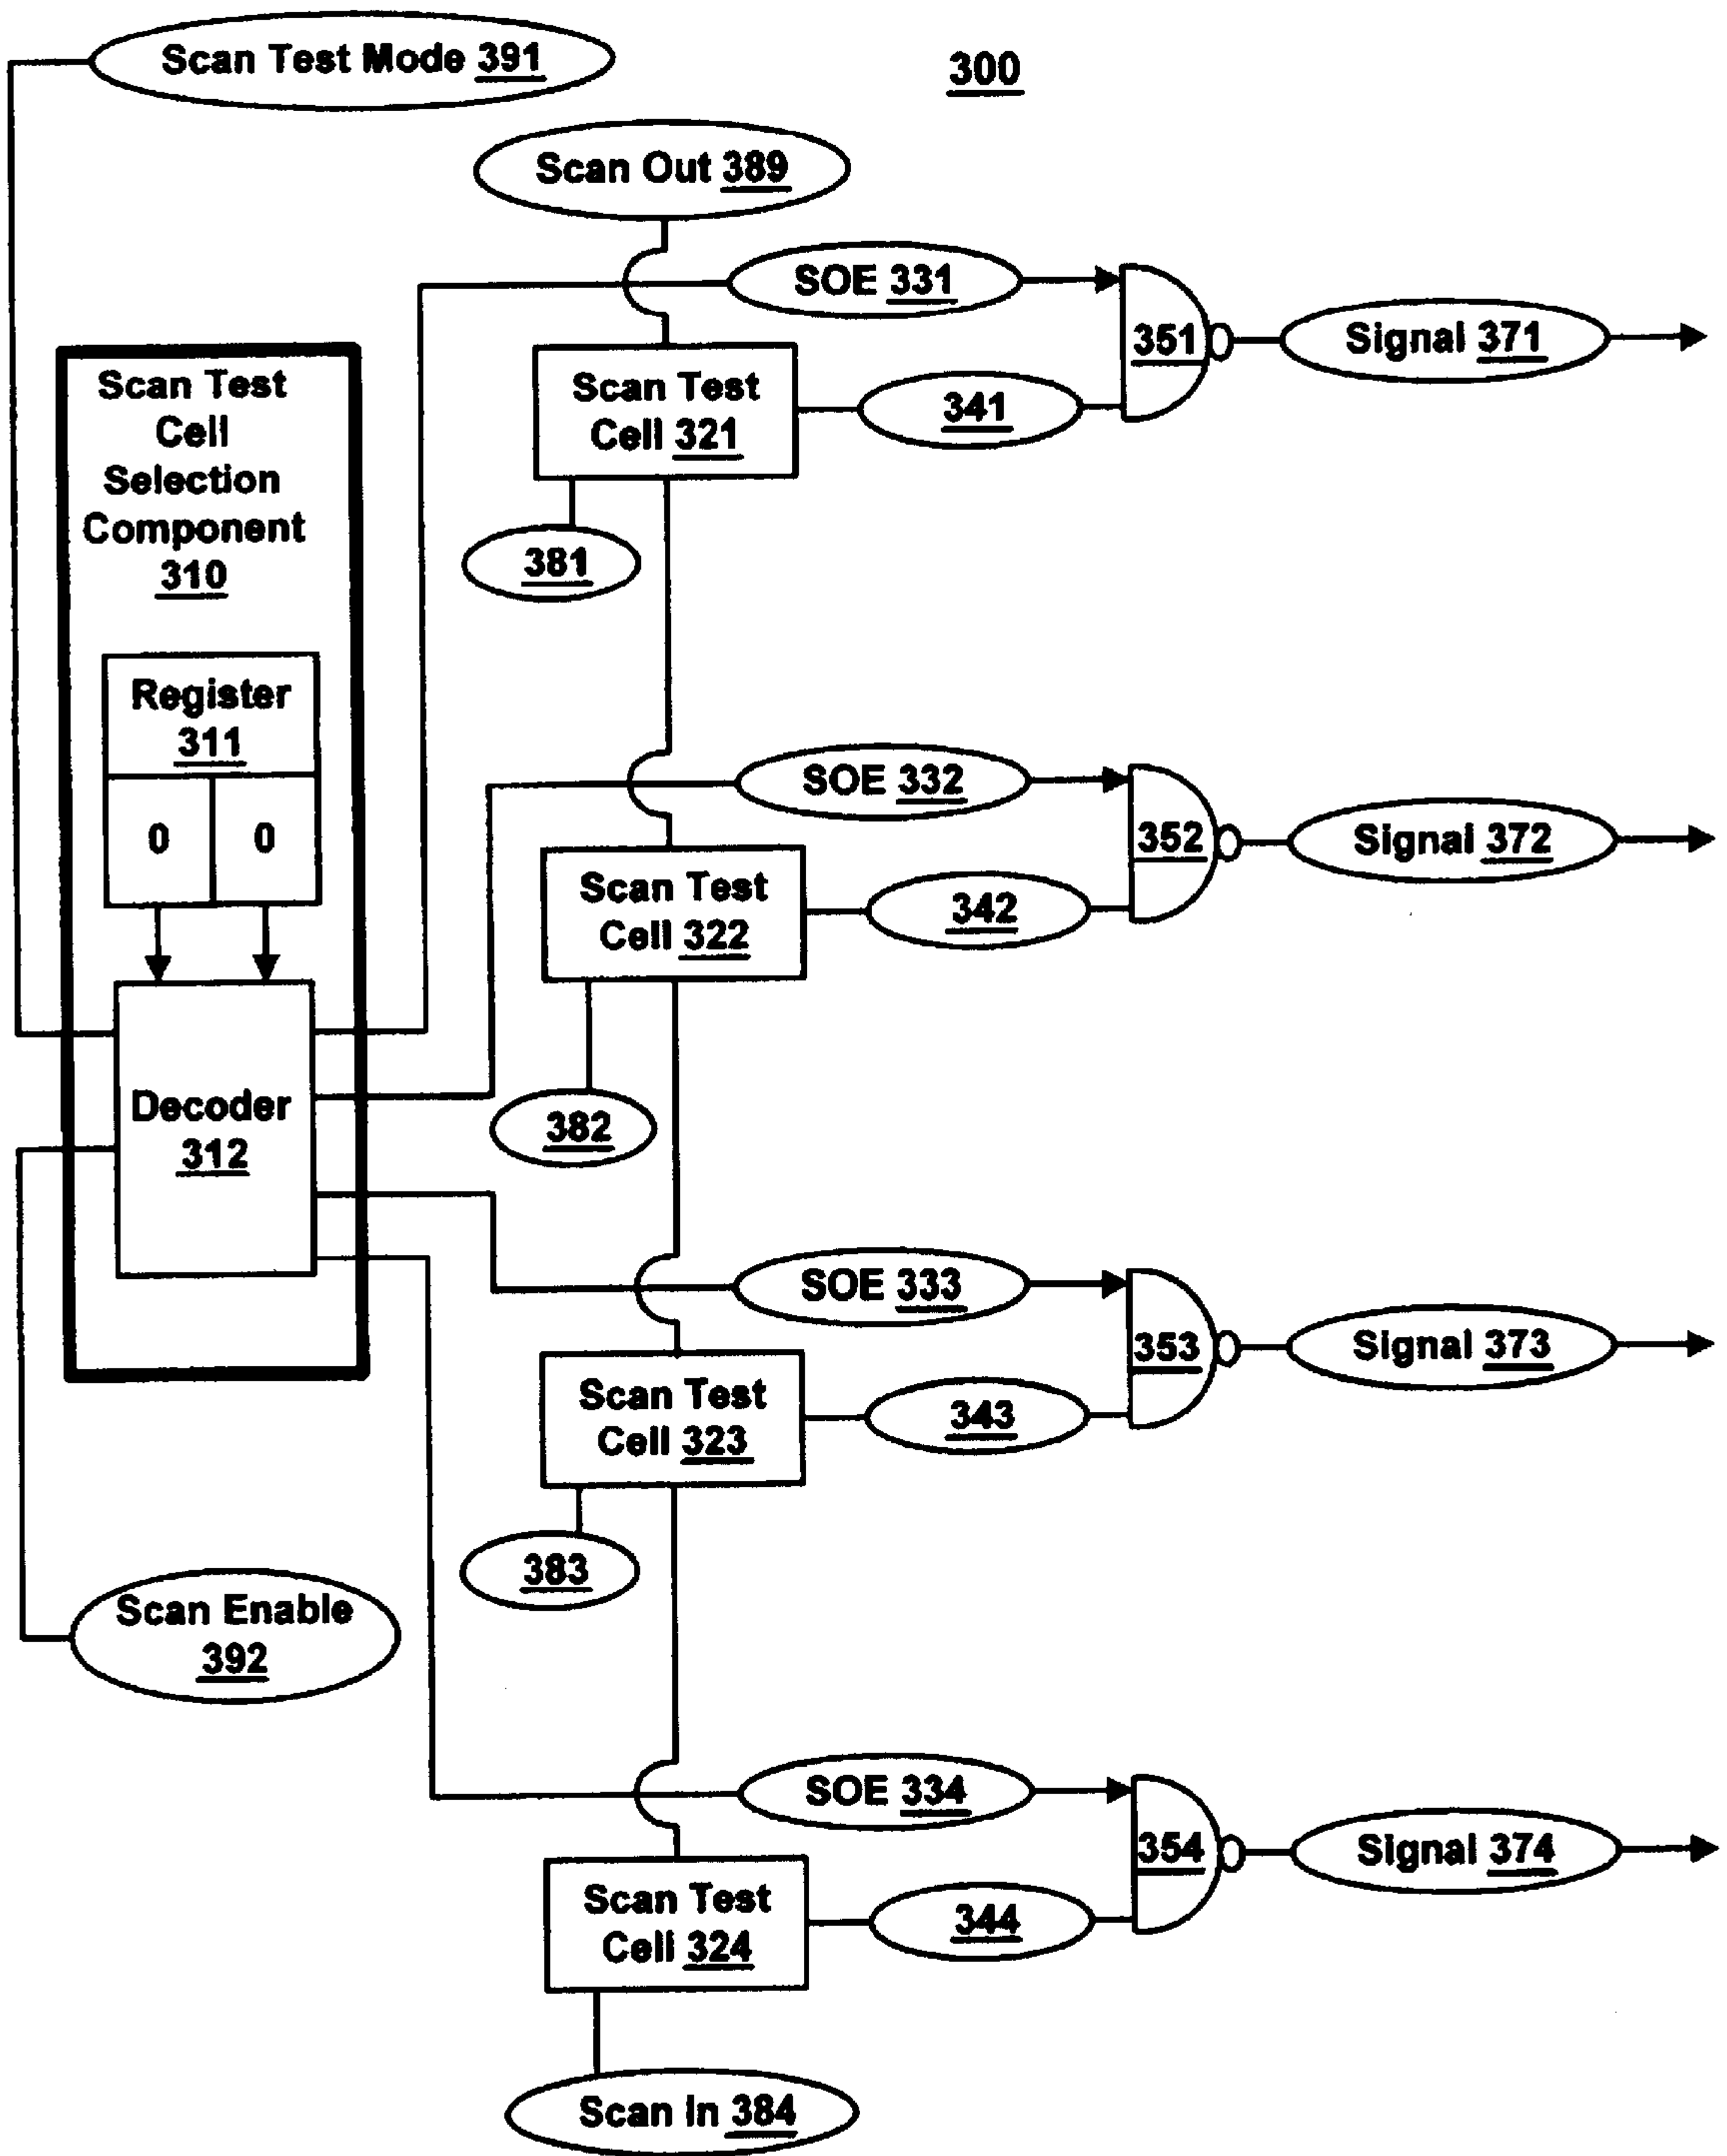 Scan Test Mode 391
300
Scan Out 389
SOE 331
351
Signal 371
Scan Test
Cell 321
341
381
Scan Test
Cell
Selection
Component
310
Register
311
0 0
Decoder
312
SOE 332
352
Signal 372
Scan Test
Cell 322
342
382
SOE 333
353
Signal 373
Scan Test
Cell 323
343
383
Scan Enable
392
SOE 334
354
Signal 374
Scan Test
Cell 324
344
Scan In 384